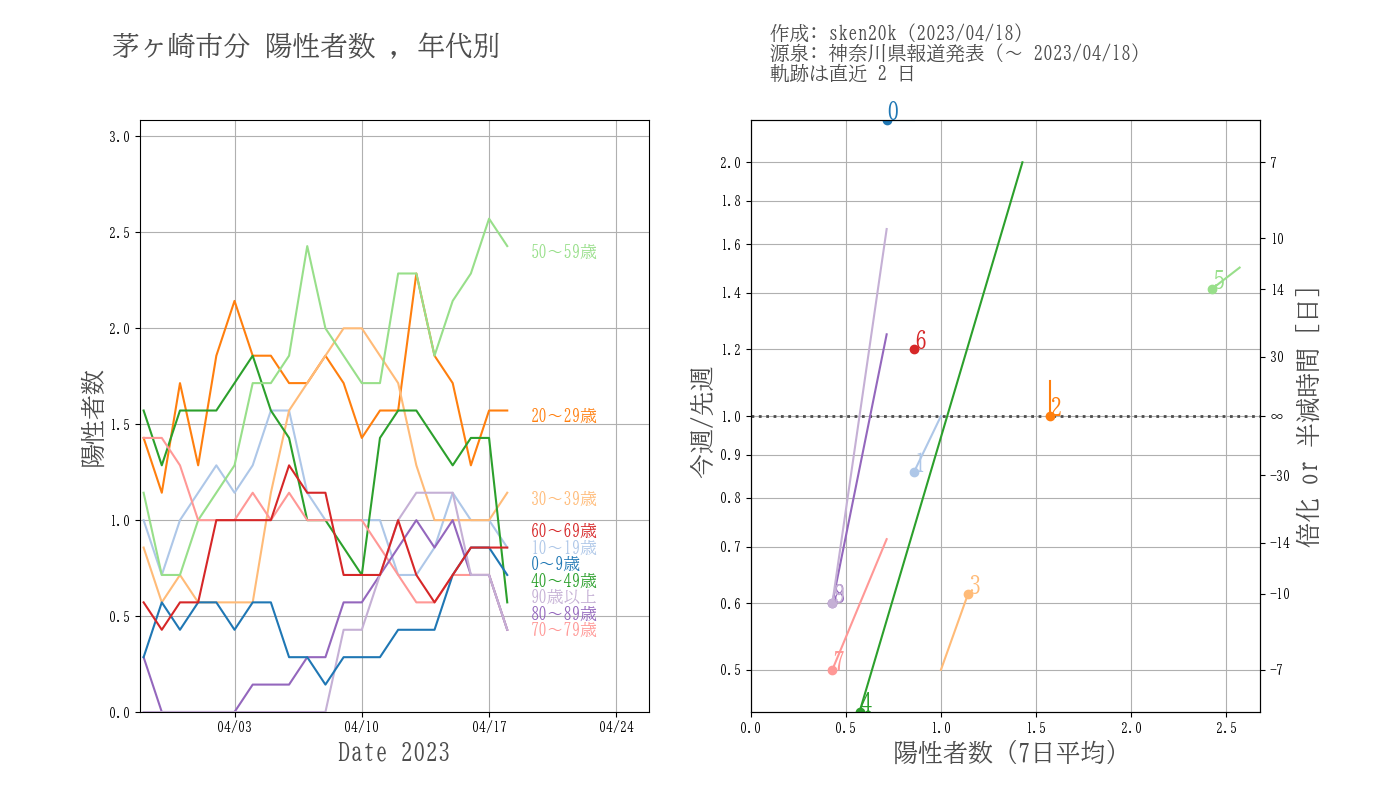 茅ヶ崎市分 陽性者数 , 年代別
作成: sken20k (2023/04/18)
源泉: 神奈川県報道発表 (〜 2023/04/18)
軌跡は直近 2 日
陽性者数
3.0
2.5
2.0
1.5
1.0
0.5
0.0
04/03
04/10
04/17
04/24
Date 2023
50〜59歳
20〜29歳
30〜39歳
60〜69歳
10〜19歳
0〜9歳
40〜49歳
90歳以上
80〜89歳
70〜79歳
今週/先週
2.0
1.8
1.6
1.4
1.2
1.0
0.9
0.8
0.7
0.6
0.5
0
5
6
2
1
8
3
7
4
0.0
0.5
1.0
1.5
2.0
2.5
陽性者数 (7日平均)
7
10
14
30
∞
−30
−14
−10
−7
倍化 or 半減時間 [日]